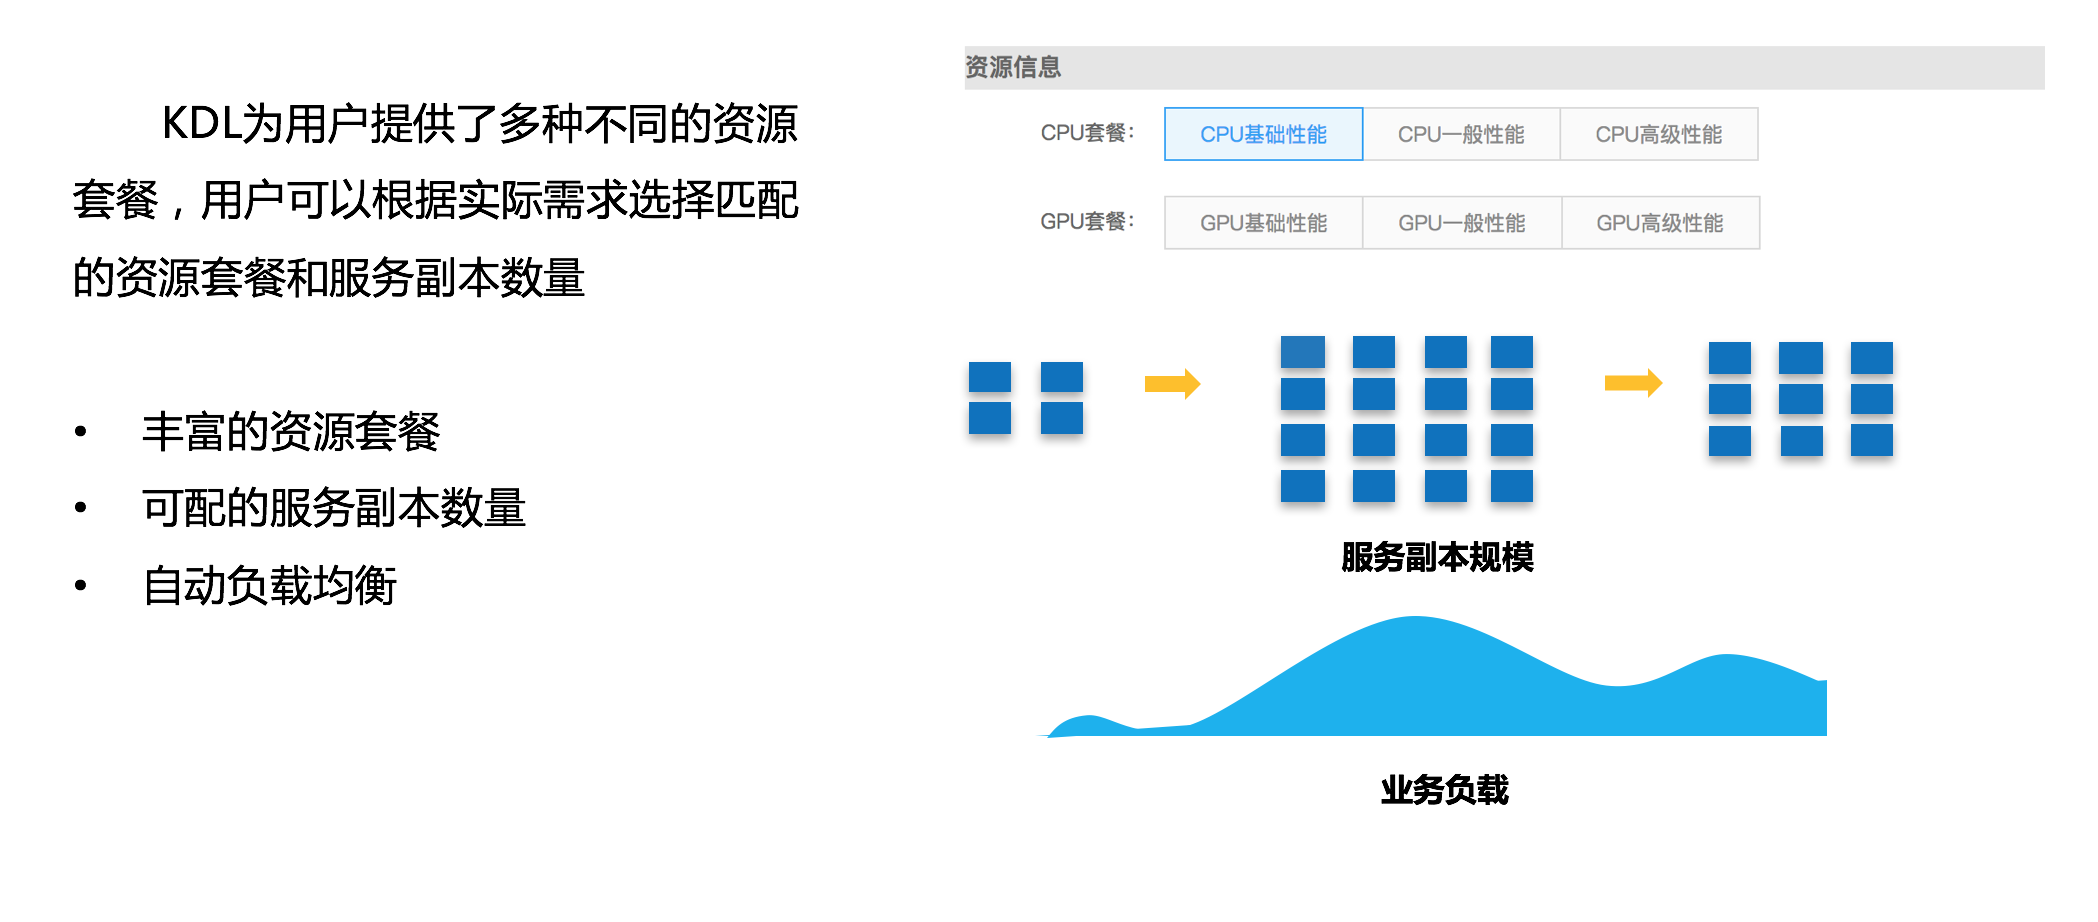 KDL为用户提供了多种不同的资源
套餐，用户可以根据实际需求选择匹配
的资源套餐和服务副本数量
• 丰富的资源套餐
• 可配的服务副本数量
• 自动负载均衡
资源信息
CPU套餐： CPU基础性能 CPU一般性能 CPU高级性能
GPU套餐： GPU基础性能 GPU一般性能 GPU高级性能
服务副本规模
业务负载